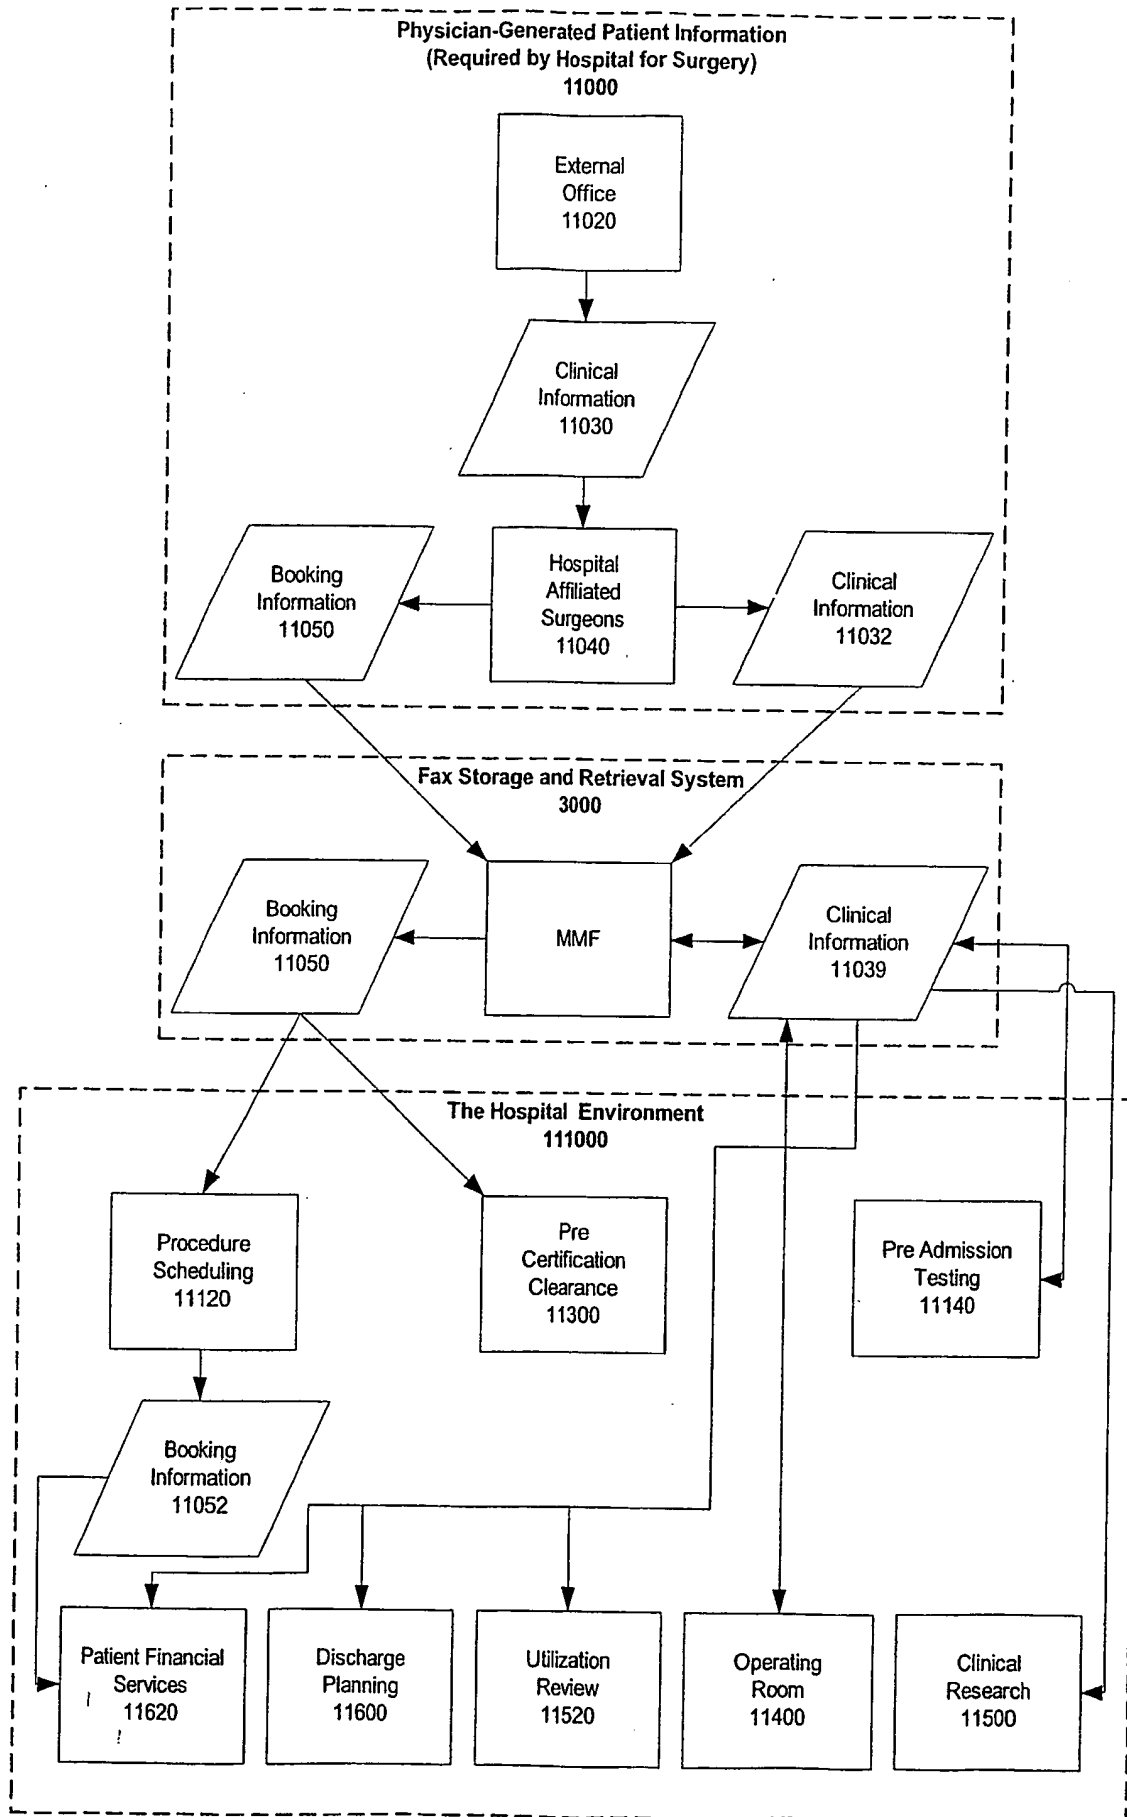 Physician-Generated Patient Information
(Required by Hospital for Surgery)
11000
External
Office
11020
Clinical
Information
11030
Booking
Information
11050
Hospital
Affiliated
Surgeons
11040
Clinical
Information
11032
Fax Storage and Retrieval System
3000
Booking
Information
11050
MMF
Clinical
Information
11039
The Hospital Environment
111000
Procedure
Scheduling
11120
Pre
Certification
Clearance
11300
Pre Admission
Testing
11140
Booking
Information
11052
Patient Financial
Services
11620
Discharge
Planning
11600
Utilization
Review
11520
Operating
Room
11400
Clinical
Research
11500